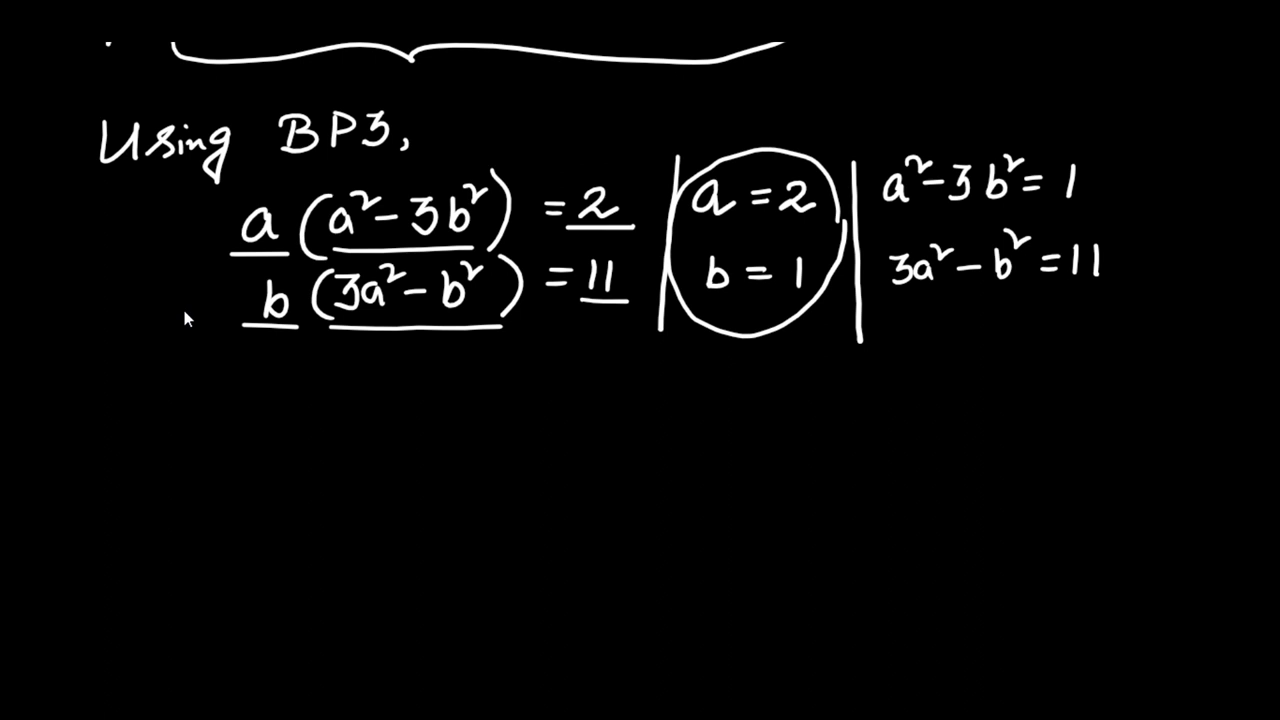 Using BP3,
a (a²-3b²) = 2 | a = 2 | a²-3b² = 1
b (3a²-b²) = 11 | b = 1 | 3a²-b² = 11